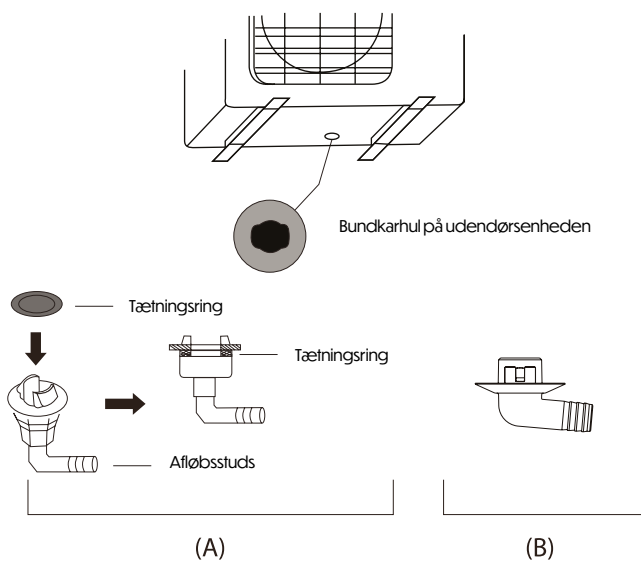 Bundkarhul på udendørsenheden
Tætningsring
Tætningsring
Afløbsstuds
(A)
(B)